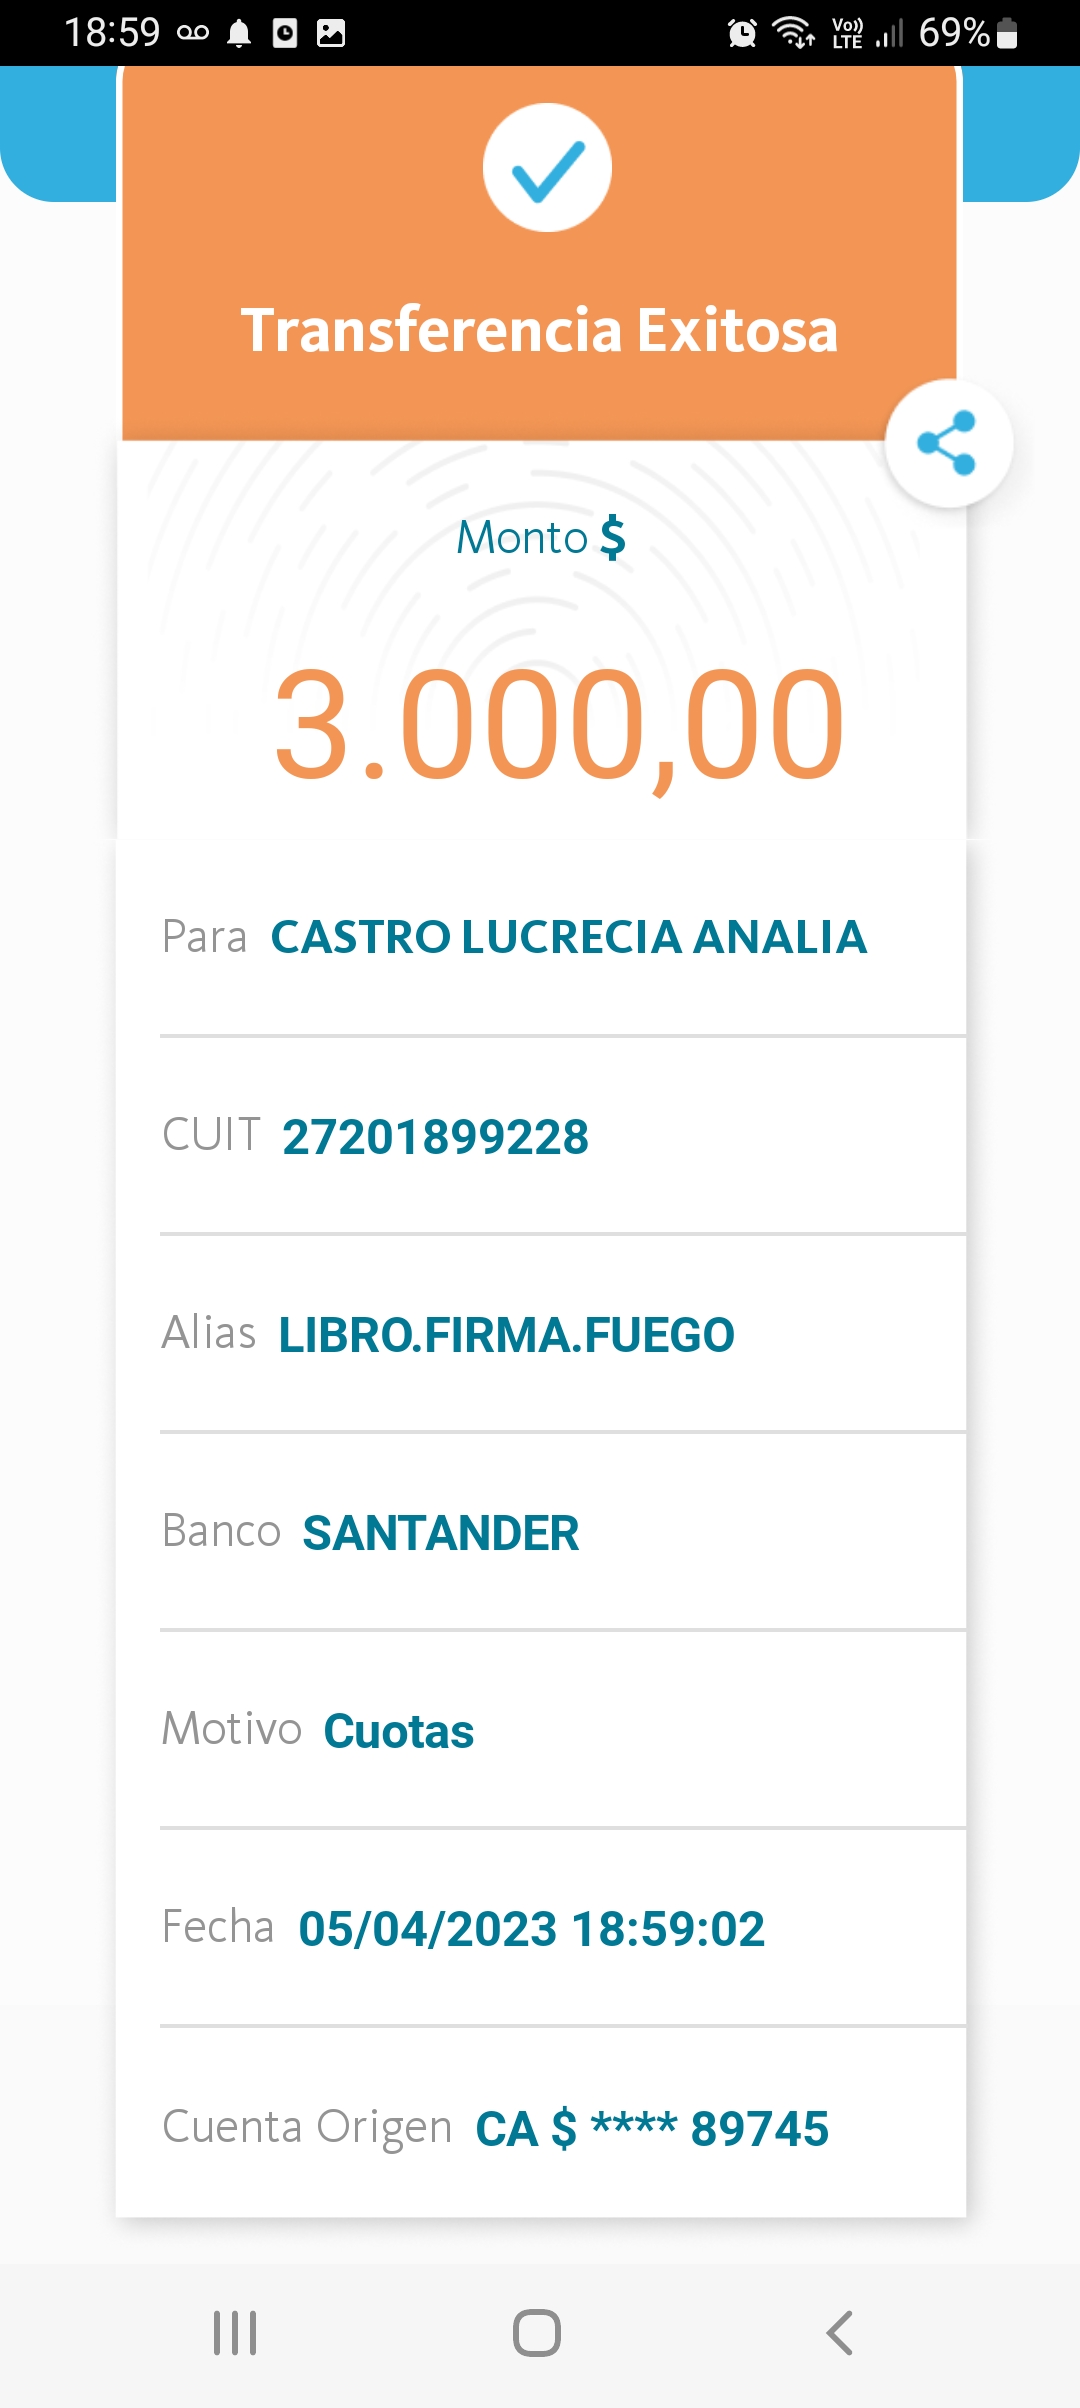 18:59 Vo)) LTE 69%
Transferencia Exitosa
Monto $
3.000,00
Para CASTRO LUCRECIA ANALIA
CUIT 27201899228
Alias LIBRO.FIRMA.FUEGO
Banco SANTANDER
Motivo Cuotas
Fecha 05/04/2023 18:59:02
Cuenta Origen CA $ **** 89745